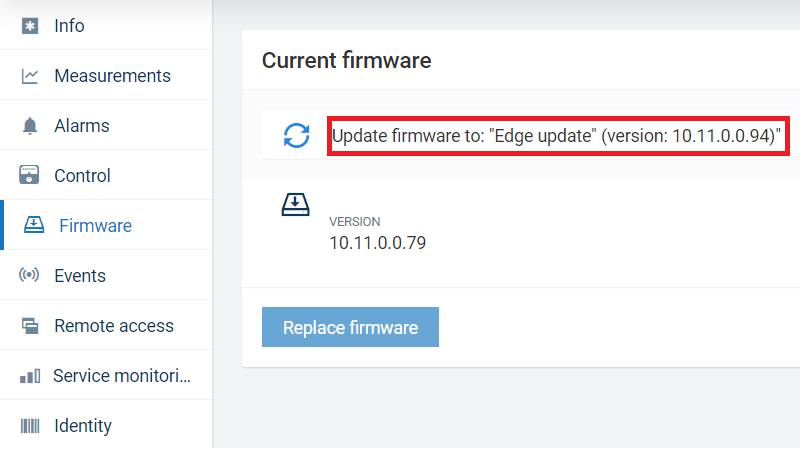 Info
Measurements
Alarms
Control
Firmware
Events
Remote access
Service monitori...
Identity
Current firmware
Update firmware to: "Edge update" (version: 10.11.0.0.94)"
VERSION
10.11.0.0.79
Replace firmware